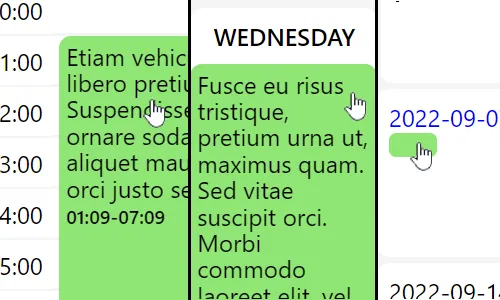 0:00
1:00
2:00
3:00
4:00
5:00
Etiam vehic
libero pretiu
Suspendisse
ornare soda
aliquet mau
orci justo se
01:09-07:09
WEDNESDAY
Fusce eu risus
tristique,
pretium urna ut,
maximus quam.
Sed vitae
suscipit orci.
Morbi
commodo
laoreet elit, vel
2022-09-0
2022-09-1